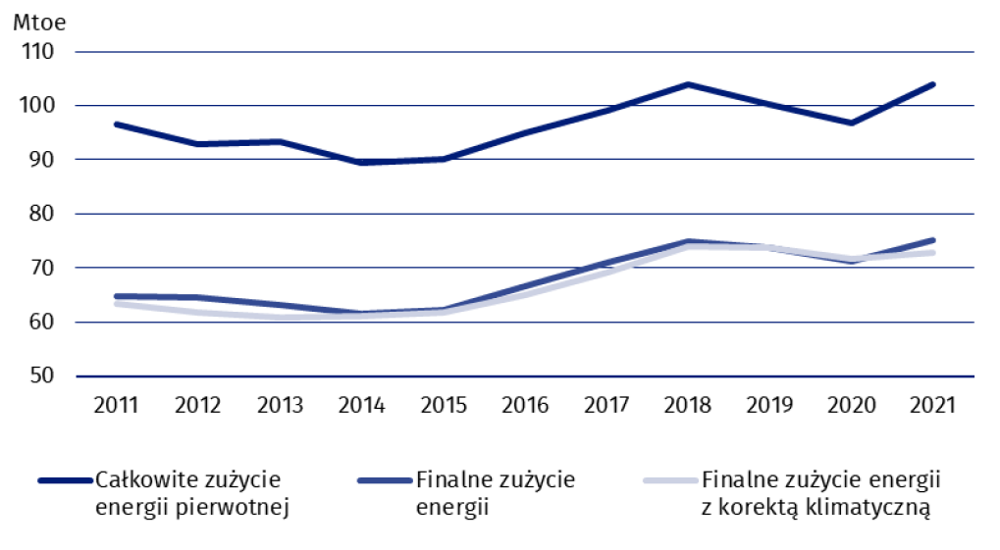 Mtoe
110
100
90
80
70
60
50
2011 2012 2013 2014 2015 2016 2017 2018 2019 2020 2021
Całkowite zużycie
energii pierwotnej
Finalne zużycie
energii
Finalne zużycie energii
z korektą klimatyczną